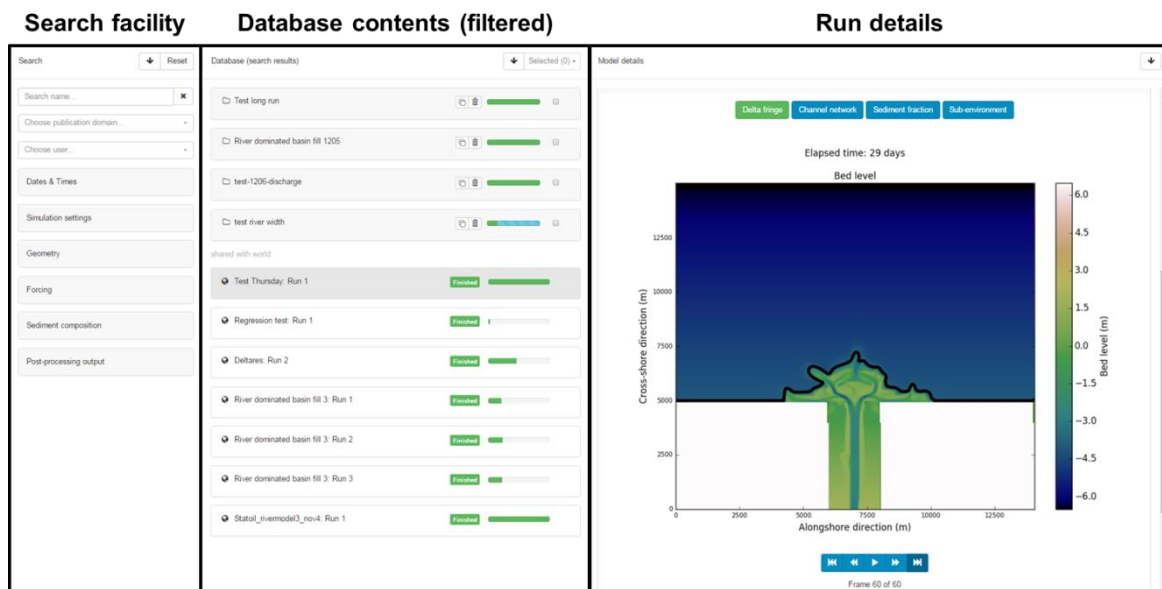 Search facility
Database contents (filtered)
Run details
Search
Reset
Database (search results)
Selected (0)
Model details
Search name...
Choose publication domain...
Choose user...
Dates & Times
Simulation settings
Geometry
Forcing
Sediment composition
Post-processing output
Test long run
River dominated basin fill 1205
test-1206-discharge
test river width
shared with world
Test Thursday: Run 1 Finished
Regression test: Run 1 Finished
Deltares: Run 2 Finished
River dominated basin fill 3: Run 1 Finished
River dominated basin fill 3: Run 2 Finished
River dominated basin fill 3: Run 3 Finished
Statoil_rivermodel3_nov4: Run 1 Finished
Delta fringe Channel network Sediment fraction Sub-environment
Elapsed time: 29 days
Bed level
Cross-shore direction (m)
12500
10000
7500
5000
2500
0
0 2500 5000 7500 10000 12500
Alongshore direction (m)
6.0
4.5
3.0
1.5
0.0
−1.5
−3.0
−4.5
−6.0
Bed level (m)
Frame 60 of 60